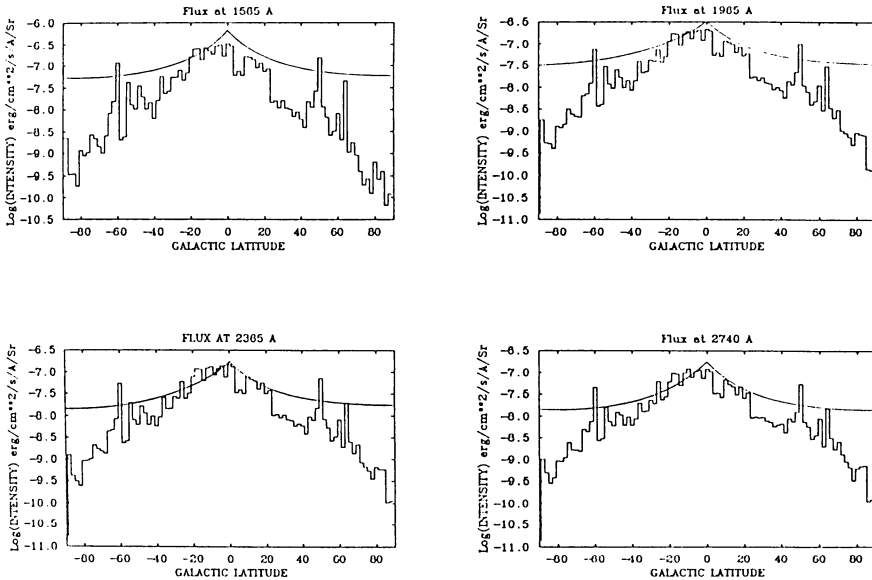 Flux at 1565 A
Log(INTENSITY) erg/cm**2/s/A/Sr
-6.0
-6.5
-7.0
-7.5
-8.0
-8.5
-9.0
-9.5
-10.0
-10.5
-80 -60 -40 -20 0 20 40 60 80
GALACTIC LATITUDE
Flux at 1965 A
Log(INTENSITY) erg/cm**2/s/A/Sr
-6.5
-7.0
-7.5
-8.0
-8.5
-9.0
-9.5
-10.0
-10.5
-11.0
-80 -60 -40 -20 0 20 40 60 80
GALACTIC LATITUDE
FLUX AT 2365 A
Log(INTENSITY) erg/cm**2/s/A/Sr
-6.5
-7.0
-7.5
-8.0
-8.5
-9.0
-9.5
-10.0
-10.5
-11.0
-80 -60 -40 -20 0 20 40 60 80
GALACTIC LATITUDE
Flux at 2740 A
Log(INTENSITY) erg/cm**2/s/A/Sr
-6.5
-7.0
-7.5
-8.0
-8.5
-9.0
-9.5
-10.0
-10.5
-11.0
-80 -60 -40 -20 0 20 40 60 80
GALACTIC LATITUDE